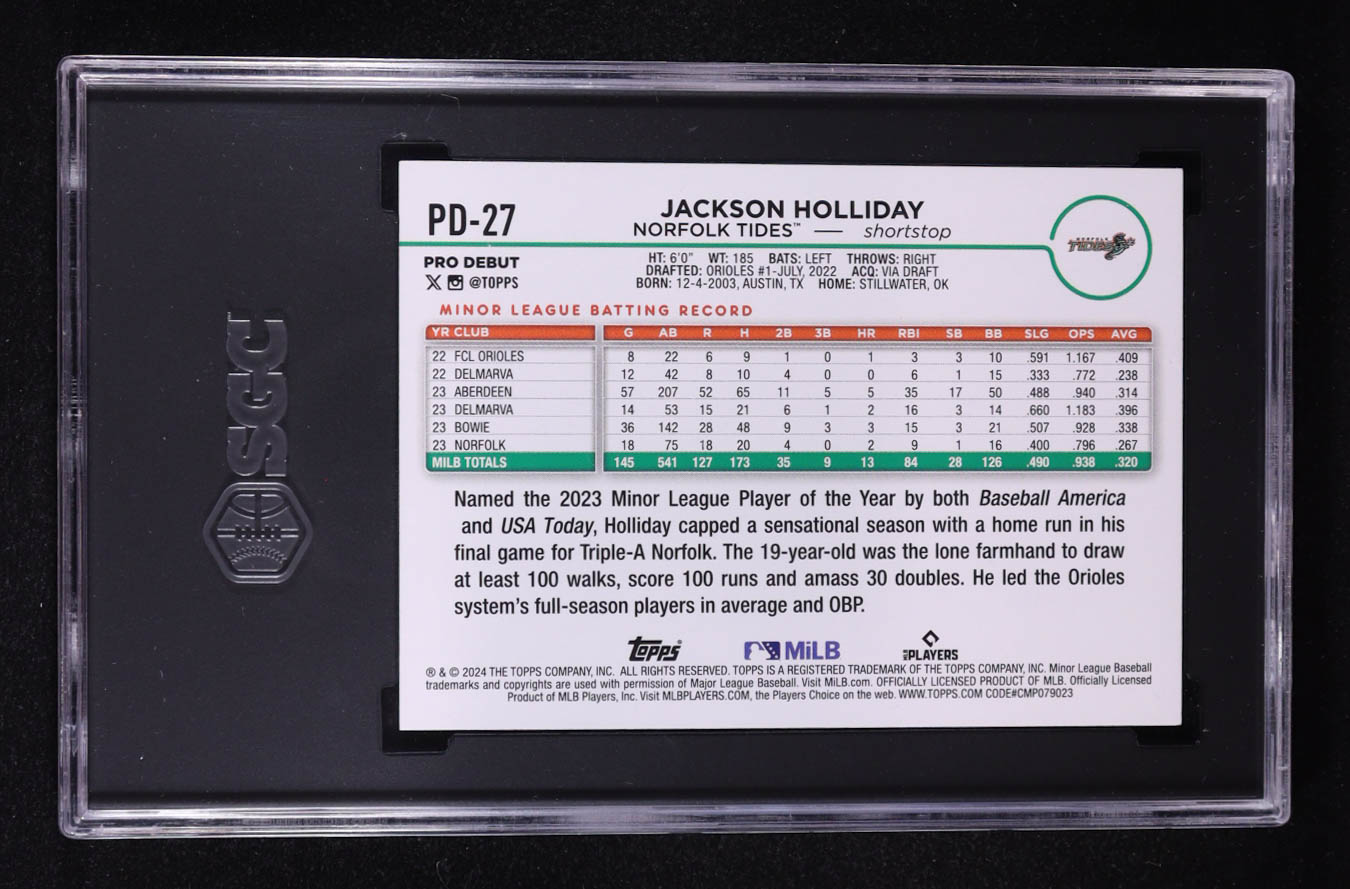 SGC
PD-27
JACKSON HOLLIDAY
NORFOLK TIDES™ — shortstop
NORFOLK
TIDES
PRO DEBUT
@TOPPS
HT: 6'0" WT: 185 BATS: LEFT THROWS: RIGHT
DRAFTED: ORIOLES #1-JULY, 2022 ACQ: VIA DRAFT
BORN: 12-4-2003, AUSTIN, TX HOME: STILLWATER, OK
MINOR LEAGUE BATTING RECORD
YR CLUB G AB R H 2B 3B HR RBI SB BB SLG OPS AVG
22 FCL ORIOLES 8 22 6 9 1 0 1 3 3 10 .591 1.167 .409
22 DELMARVA 12 42 8 10 4 0 0 6 1 15 .333 .772 .238
23 ABERDEEN 57 207 52 65 11 5 5 35 17 50 .488 .940 .314
23 DELMARVA 14 53 15 21 6 1 2 16 3 14 .660 1.183 .396
23 BOWIE 36 142 28 48 9 3 3 15 3 21 .507 .928 .338
23 NORFOLK 18 75 18 20 4 0 2 9 1 16 .400 .796 .267
MILB TOTALS 145 541 127 173 35 9 13 84 28 126 .490 .938 .320
Named the 2023 Minor League Player of the Year by both Baseball America
and USA Today, Holliday capped a sensational season with a home run in his
final game for Triple-A Norfolk. The 19-year-old was the lone farmhand to draw
at least 100 walks, score 100 runs and amass 30 doubles. He led the Orioles
system's full-season players in average and OBP.
Topps® MiLB MLB PLAYERS
® & © 2024 THE TOPPS COMPANY, INC. ALL RIGHTS RESERVED. TOPPS IS A REGISTERED TRADEMARK OF THE TOPPS COMPANY, INC. Minor League Baseball
trademarks and copyrights are used with permission of Major League Baseball. Visit MiLB.com. OFFICIALLY LICENSED PRODUCT OF MLB. Officially Licensed
Product of MLB Players, Inc. Visit MLBPLAYERS.COM, the Players Choice on the web. WWW.TOPPS.COM CODE#CMP079023